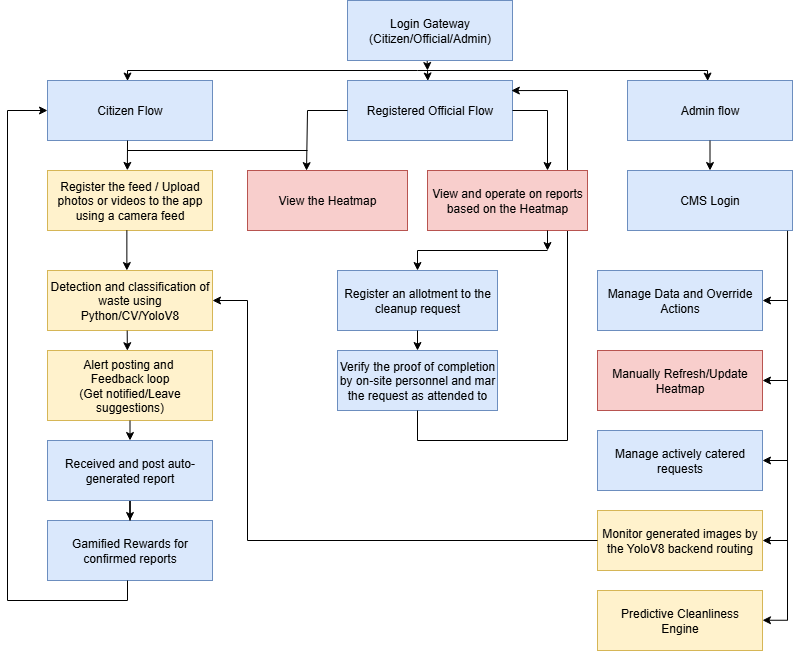 Login Gateway
(Citizen/Official/Admin)
Citizen Flow
Registered Official Flow
Admin flow
Register the feed / Upload
photos or videos to the app
using a camera feed
View the Heatmap
View and operate on reports
based on the Heatmap
CMS Login
Detection and classification of
waste using
Python/CV/YoloV8
Register an allotment to the
cleanup request
Manage Data and Override
Actions
Alert posting and
Feedback loop
(Get notified/Leave
suggestions)
Verify the proof of completion
by on-site personnel and mar
the request as attended to
Manually Refresh/Update
Heatmap
Received and post auto-
generated report
Manage actively catered
requests
Gamified Rewards for
confirmed reports
Monitor generated images by
the YoloV8 backend routing
Predictive Cleanliness
Engine